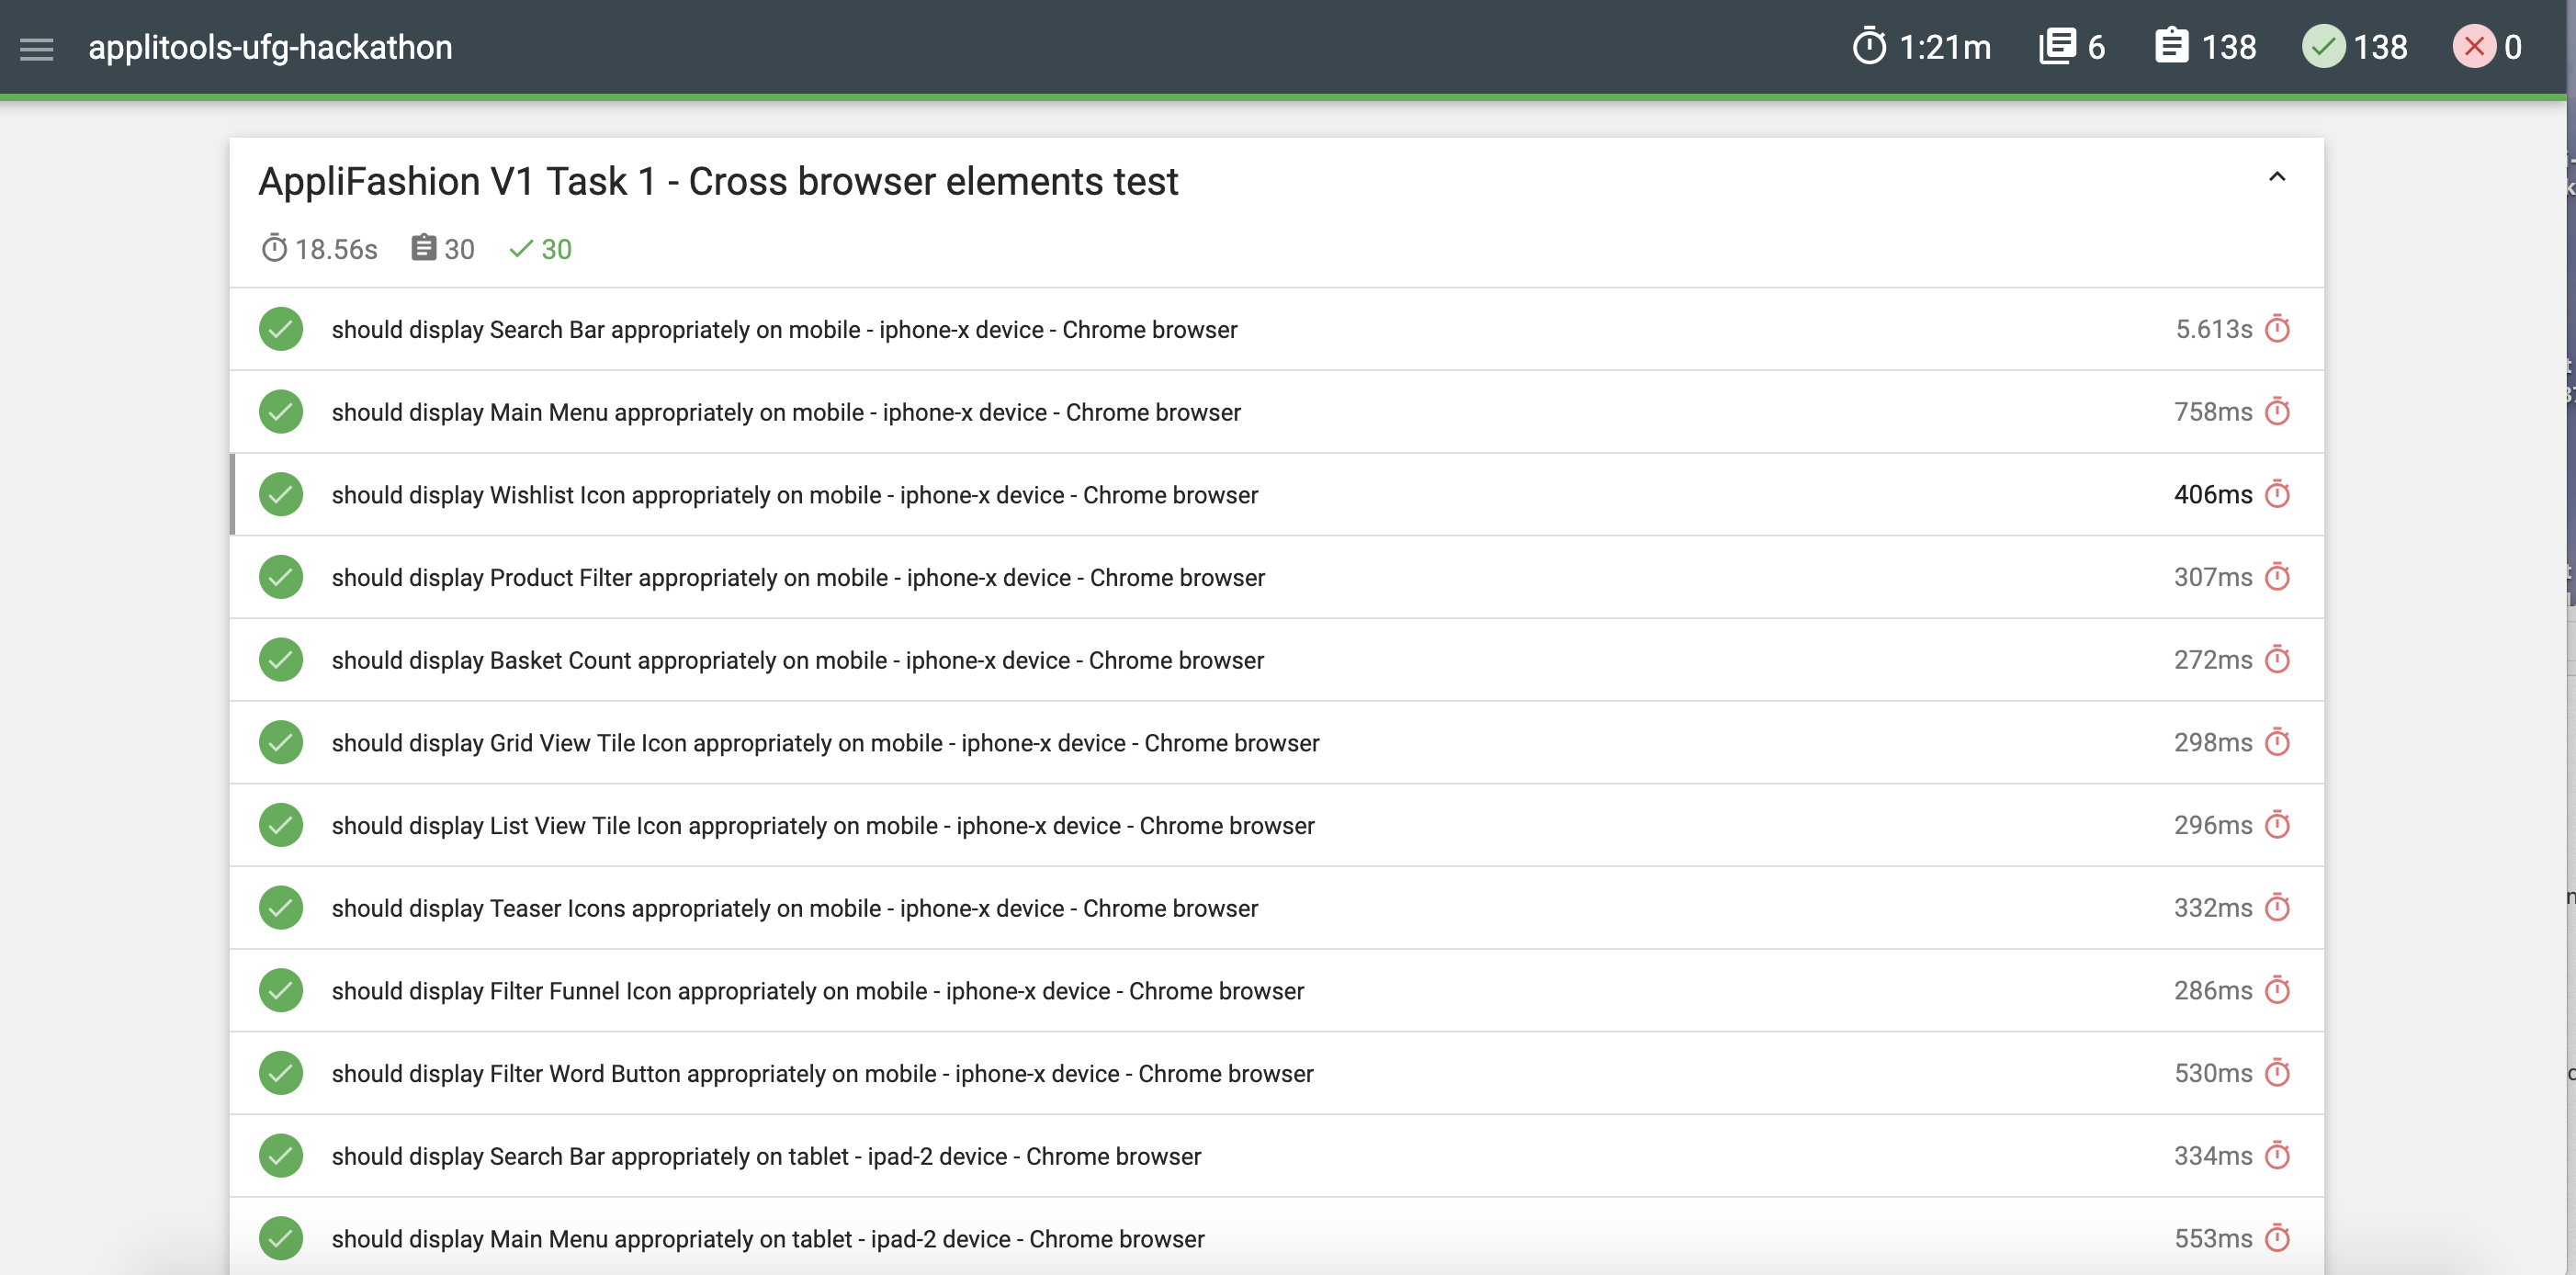 applitools-ufg-hackathon 1:21m 6 138 138 0
AppliFashion V1 Task 1 - Cross browser elements test
18.56s 30 30
should display Search Bar appropriately on mobile - iphone-x device - Chrome browser 5.613s
should display Main Menu appropriately on mobile - iphone-x device - Chrome browser 758ms
should display Wishlist Icon appropriately on mobile - iphone-x device - Chrome browser 406ms
should display Product Filter appropriately on mobile - iphone-x device - Chrome browser 307ms
should display Basket Count appropriately on mobile - iphone-x device - Chrome browser 272ms
should display Grid View Tile Icon appropriately on mobile - iphone-x device - Chrome browser 298ms
should display List View Tile Icon appropriately on mobile - iphone-x device - Chrome browser 296ms
should display Teaser Icons appropriately on mobile - iphone-x device - Chrome browser 332ms
should display Filter Funnel Icon appropriately on mobile - iphone-x device - Chrome browser 286ms
should display Filter Word Button appropriately on mobile - iphone-x device - Chrome browser 530ms
should display Search Bar appropriately on tablet - ipad-2 device - Chrome browser 334ms
should display Main Menu appropriately on tablet - ipad-2 device - Chrome browser 553ms